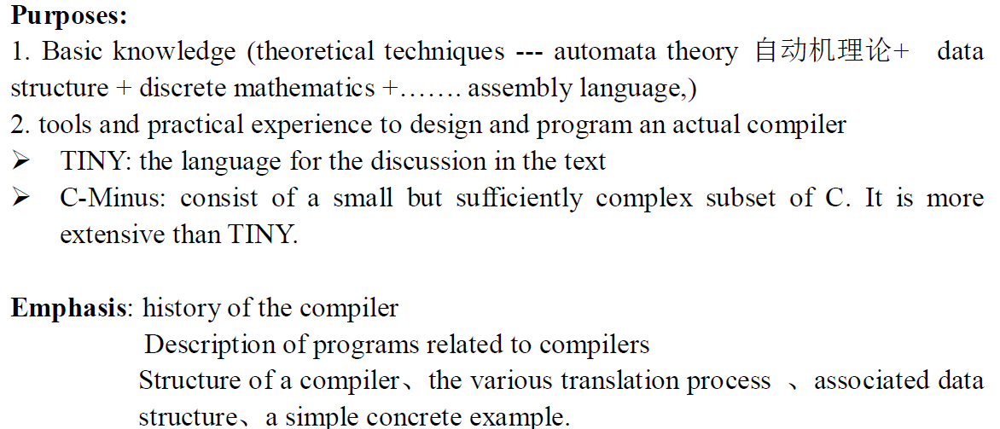 Purposes:
1. Basic knowledge (theoretical techniques --- automata theory 自动机理论+ data
structure + discrete mathematics +……. assembly language,)
2. tools and practical experience to design and program an actual compiler
➢ TINY: the language for the discussion in the text
➢ C-Minus: consist of a small but sufficiently complex subset of C. It is more
extensive than TINY.
Emphasis: history of the compiler
Description of programs related to compilers
Structure of a compiler、the various translation process 、associated data
structure、a simple concrete example.